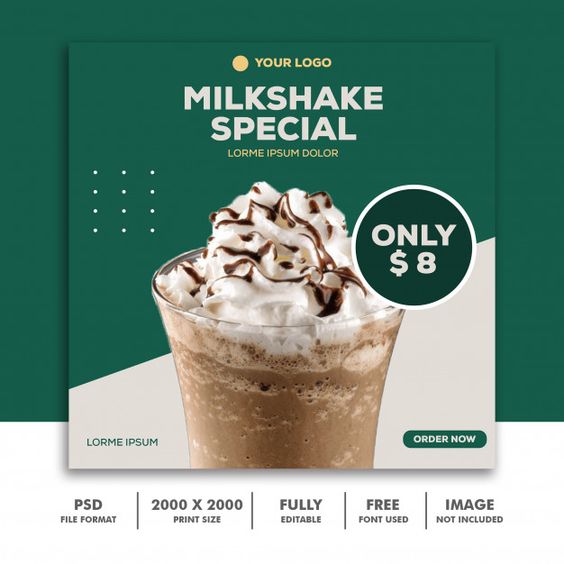 YOUR LOGO
MILKSHAKE
SPECIAL
LORME IPSUM DOLOR
ONLY
$ 8
LORME IPSUM
ORDER NOW
PSD
FILE FORMAT
2000 X 2000
PRINT SIZE
FULLY
EDITABLE
FREE
FONT USED
IMAGE
NOT INCLUDED